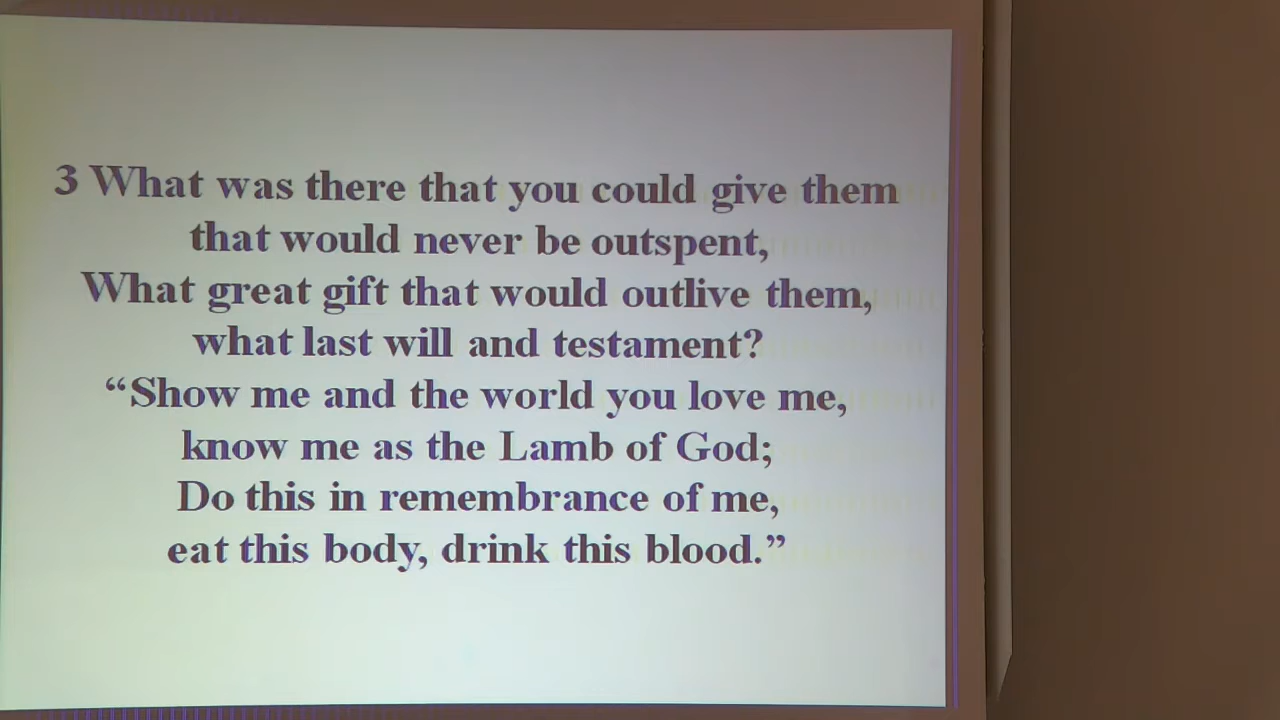 3 What was there that you could give them
that would never be outspent,
What great gift that would outlive them,
what last will and testament?
“Show me and the world you love me,
know me as the Lamb of God;
Do this in remembrance of me,
eat this body, drink this blood.”